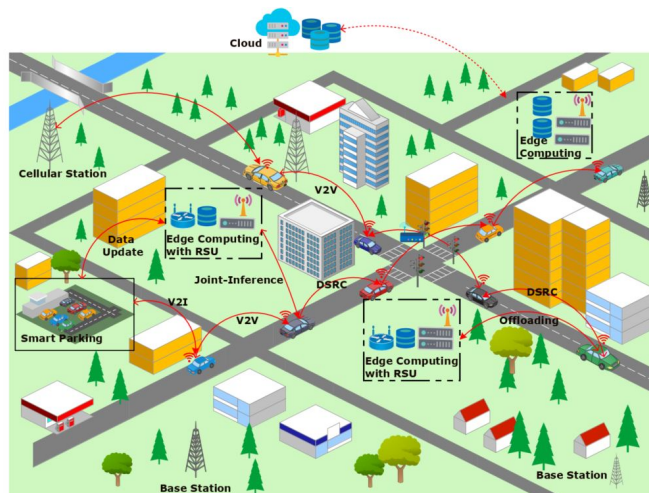 Cloud
Edge
Computing
Cellular Station
V2V
Data
Update
Edge Computing
with RSU
Joint-Inference
DSRC
DSRC
V2I
V2V
Offloading
Smart Parking
Edge Computing
with RSU
Base Station
Base Station